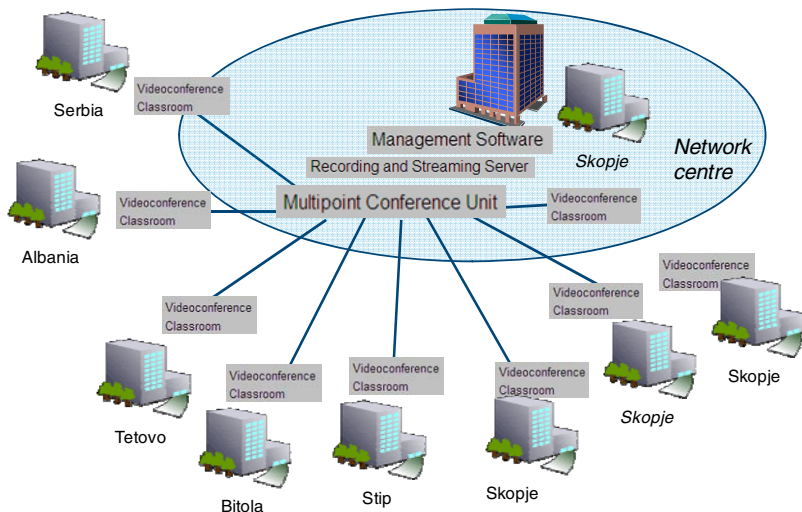 Serbia
Videoconference
Classroom
Management Software
Skopje
Network
centre
Recording and Streaming Server
Multipoint Conference Unit
Videoconference
Classroom
Albania
Videoconference
Classroom
Videoconference
Classroom
Tetovo
Videoconference
Classroom
Bitola
Videoconference
Classroom
Stip
Videoconference
Classroom
Skopje
Videoconference
Classroom
Skopje
Videoconference
Classroom
Skopje